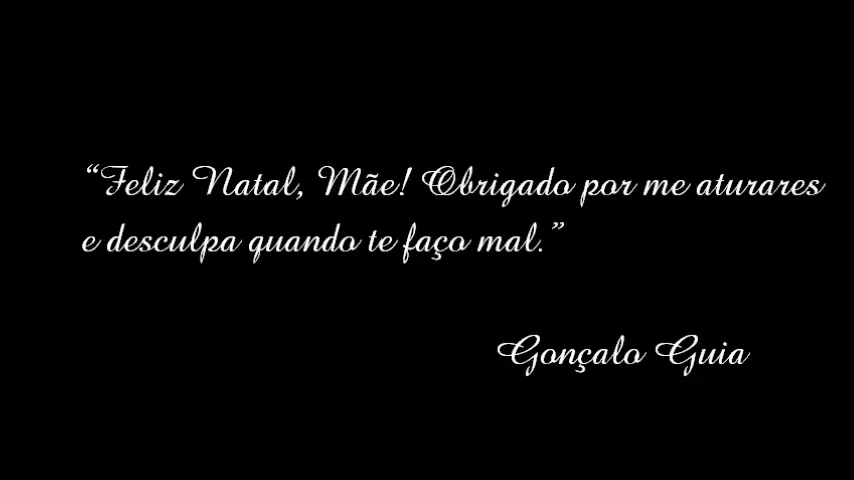 “Feliz Natal, Mãe! Obrigado por me aturares
e desculpa quando te faço mal.”
Gonçalo Guia